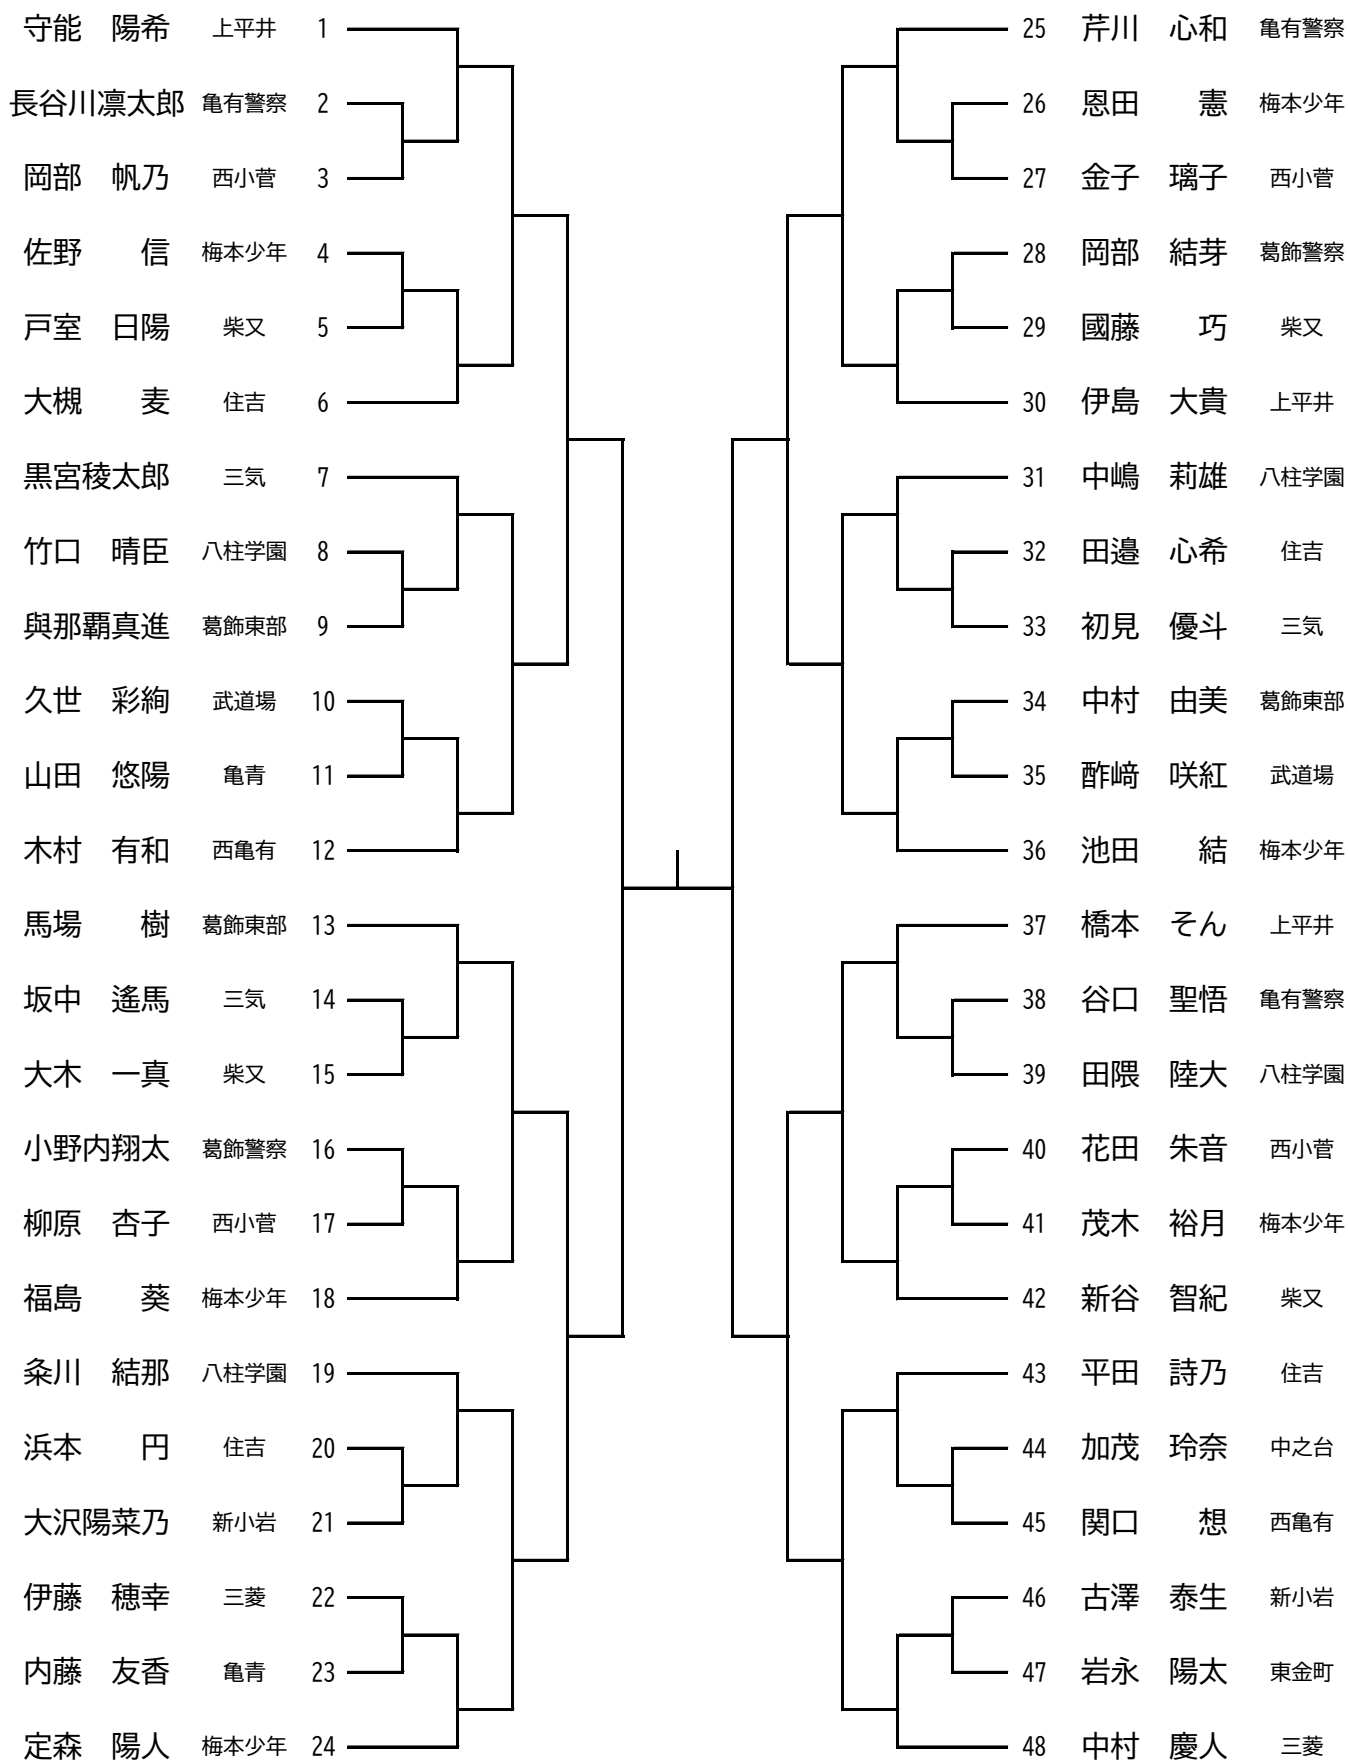 守能　陽希　上平井　1
長谷川凛太郎　亀有警察　2
岡部　帆乃　西小菅　3
佐野　　信　梅本少年　4
戸室　日陽　柴又　5
大槻　　麦　住吉　6
黒宮稜太郎　三気　7
竹口　晴臣　八柱学園　8
與那覇真進　葛飾東部　9
久世　彩絢　武道場　10
山田　悠陽　亀青　11
木村　有和　西亀有　12
馬場　　樹　葛飾東部　13
坂中　遙馬　三気　14
大木　一真　柴又　15
小野内翔太　葛飾警察　16
柳原　杏子　西小菅　17
福島　　葵　梅本少年　18
粂川　結那　八柱学園　19
浜本　　円　住吉　20
大沢陽菜乃　新小岩　21
伊藤　穂幸　三菱　22
内藤　友香　亀青　23
定森　陽人　梅本少年　24
25　芹川　心和　亀有警察
26　恩田　　憲　梅本少年
27　金子　璃子　西小菅
28　岡部　結芽　葛飾警察
29　國藤　　巧　柴又
30　伊島　大貴　上平井
31　中嶋　莉雄　八柱学園
32　田邉　心希　住吉
33　初見　優斗　三気
34　中村　由美　葛飾東部
35　酢﨑　咲紅　武道場
36　池田　　結　梅本少年
37　橋本　そん　上平井
38　谷口　聖悟　亀有警察
39　田隈　陸大　八柱学園
40　花田　朱音　西小菅
41　茂木　裕月　梅本少年
42　新谷　智紀　柴又
43　平田　詩乃　住吉
44　加茂　玲奈　中之台
45　関口　　想　西亀有
46　古澤　泰生　新小岩
47　岩永　陽太　東金町
48　中村　慶人　三菱